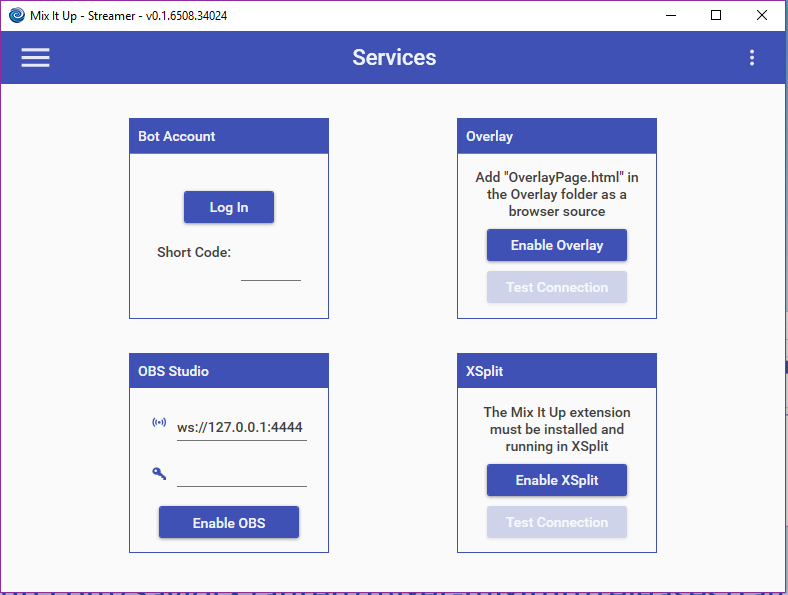 Mix It Up - Streamer - v0.1.6508.34024
Services
Bot Account
Log In
Short Code:
Overlay
Add "OverlayPage.html" in
the Overlay folder as a
browser source
Enable Overlay
Test Connection
OBS Studio
ws://127.0.0.1:4444
Enable OBS
XSplit
The Mix It Up extension
must be installed and
running in XSplit
Enable XSplit
Test Connection